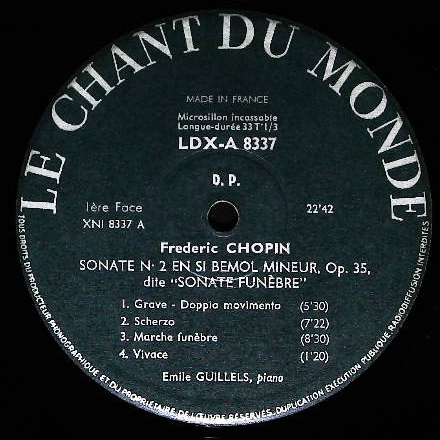 LE CHANT DU MONDE
MADE IN FRANCE
Microsillon incassable
Longue-durée 33 T 1/3
LDX-A 8337
D. P.
1ère Face
XNI 8337 A
22'42
Frederic CHOPIN
SONATE N° 2 EN SI BEMOL MINEUR, Op. 35,
dite "SONATE FUNÈBRE"
1. Grave - Doppio movimento (5'30)
2. Scherzo (7'22)
3. Marche funèbre (8'30)
4. Vivace (1'20)
Emile GUILLELS, piano
TOUS DROITS DU PRODUCTEUR PHONOGRAPHIQUE ET DU PROPRIETAIRE DE L'ŒUVRE RÉSERVÉS. DUPLICATION EXÉCUTION PUBLIQUE RADIODIFFUSION INTERDITES